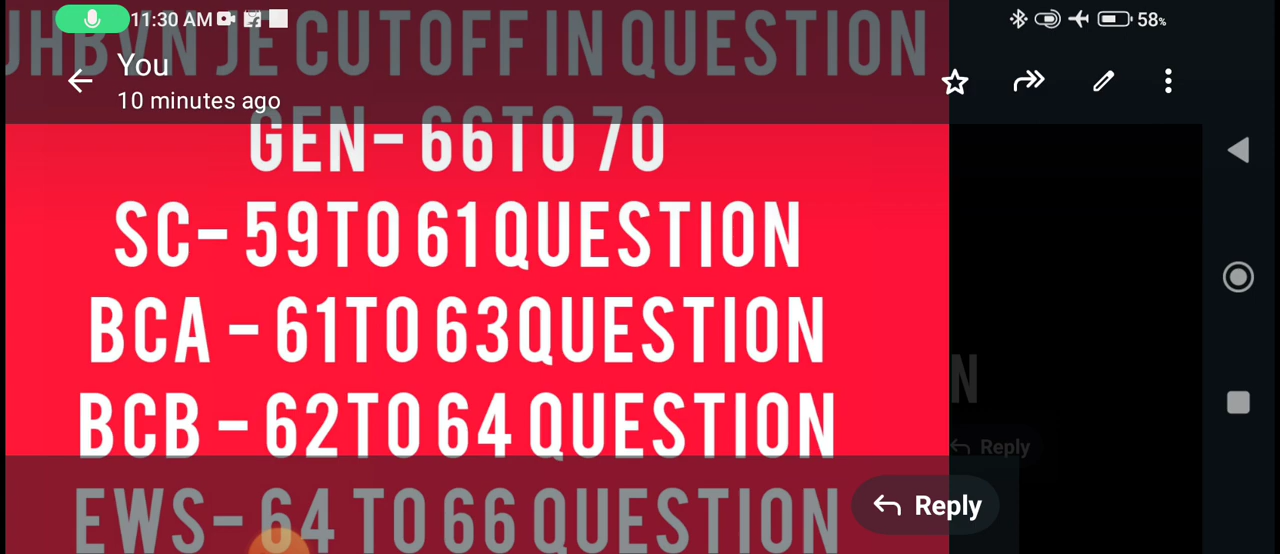 11:30 AM
58%
You
10 minutes ago
UHBVN JE CUTOFF IN QUESTION
GEN- 66TO 70
SC- 59TO 61QUESTION
BCA - 61TO 63QUESTION
BCB - 62TO 64 QUESTION
EWS- 64 TO 66 QUESTION
N
Reply
Reply